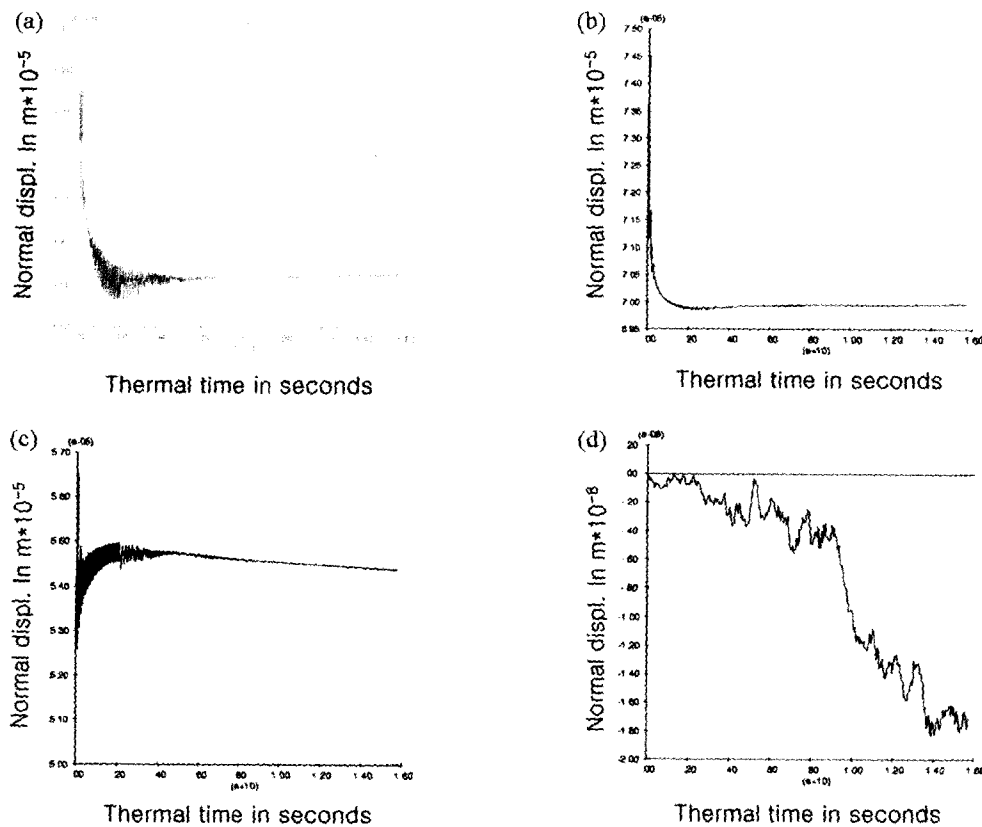 (a)
Normal displ. In m*10⁻⁵
Thermal time in seconds
(b)
(e-05)
7.50
7.45
7.40
7.35
7.30
7.25
7.20
7.15
7.10
7.05
7.00
6.95
.00 .20 .40 .60 .80 1.00 1.20 1.40 1.60
(e+10)
Normal displ. In m*10⁻⁵
Thermal time in seconds
(c)
(e-05)
5.70
5.60
5.40
5.30
5.20
5.10
5.00
.00 .20 .40 .60 .80 1.00 1.20 1.40 1.60
(e+10)
Normal displ. In m*10⁻⁵
Thermal time in seconds
(d)
.20
.00
-.20
-.40
-.60
-.80
-1.00
-1.20
-1.40
-1.60
-1.80
-2.00
.00 .20 .40 .60 .80 1.00 1.20 1.40 1.60
(e+10)
Normal displ. In m*10⁻⁸
Thermal time in seconds